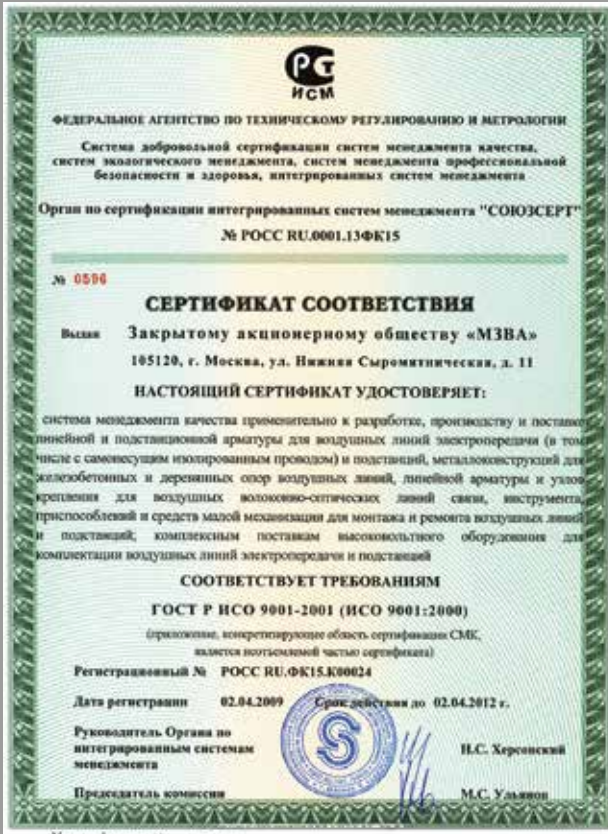 РСТ
ИСМ
ФЕДЕРАЛЬНОЕ АГЕНТСТВО ПО ТЕХНИЧЕСКОМУ РЕГУЛИРОВАНИЮ И МЕТРОЛОГИИ
Система добровольной сертификации систем менеджмента качества,
систем экологического менеджмента, систем менеджмента профессиональной
безопасности и здоровья, интегрированных систем менеджмента
Орган по сертификации интегрированных систем менеджмента "СОЮЗСЕРТ"
№ РОСС RU.0001.13ФК15
№ 0596
СЕРТИФИКАТ СООТВЕТСТВИЯ
Выдан Закрытому акционерному обществу «МЗВА»
105120, г. Москва, ул. Нижняя Сыромятническая, д. 11
НАСТОЯЩИЙ СЕРТИФИКАТ УДОСТОВЕРЯЕТ:
система менеджмента качества применительно к разработке, производству и поставке
линейной и подстанционной арматуры для воздушных линий электропередачи (в том
числе с самонесущим изолированным проводом) и подстанций, металлоконструкций для
железобетонных и деревянных опор воздушных линий, линейной арматуры и узлов
крепления для воздушных волоконно-оптических линий связи, инструмента,
приспособлений и средств малой механизации для монтажа и ремонта воздушных линий
и подстанций; комплексным поставкам высоковольтного оборудования для
комплектации воздушных линий электропередачи и подстанций
СООТВЕТСТВУЕТ ТРЕБОВАНИЯМ
ГОСТ Р ИСО 9001-2001 (ИСО 9001:2000)
(приложение, конкретизирующее область сертификации СМК,
является неотъемлемой частью сертификата)
Регистрационный № РОСС RU.ФК15.К00024
Дата регистрации 02.04.2009 Срок действия до 02.04.2012 г.
Руководитель Органа по
интегрированным системам
менеджмента Н.С. Херсонский
Председатель комиссии М.С. Ульянов